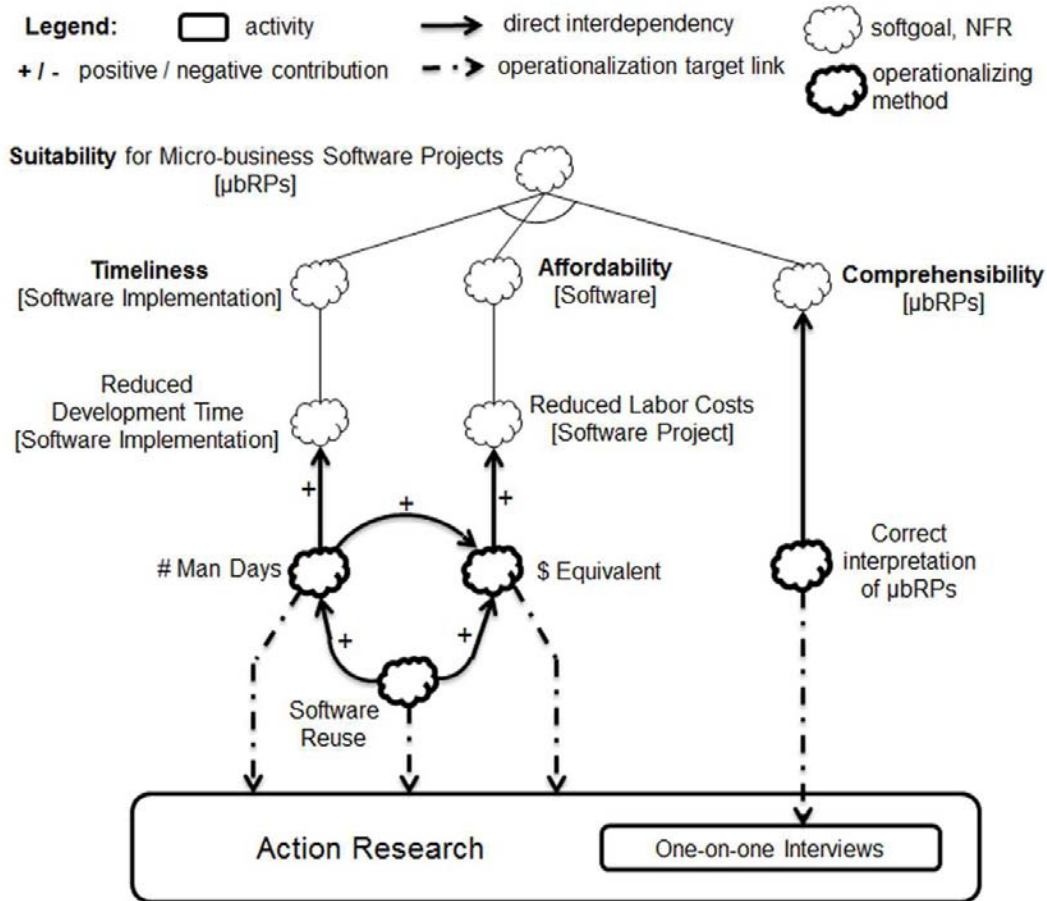 Legend:
activity
direct interdependency
softgoal, NFR
+ / - positive / negative contribution
operationalization target link
operationalizing
method
Suitability for Micro-business Software Projects
[µbRPs]
Timeliness
[Software Implementation]
Affordability
[Software]
Comprehensibility
[µbRPs]
Reduced
Development Time
[Software Implementation]
Reduced Labor Costs
[Software Project]
+
+
+
# Man Days
$ Equivalent
Correct
interpretation
of µbRPs
+
+
Software
Reuse
Action Research
One-on-one Interviews